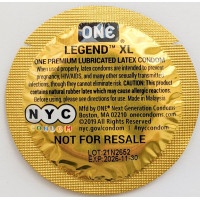 ONE
LEGEND™ XL
ONE PREMIUM LUBRICATED LATEX CONDOM
When used properly, latex condoms are intended to prevent
pregnancy, HIV/AIDS, and many other sexually transmitted
infections, though they cannot eliminate risk. CAUTION: This product
contains natural rubber latex which may cause allergic reactions
Before using, please see directions for use. Made in Malaysia
NYC
Mfd by ONE® Next Generation Condom
Boston, MA 02210 onecondoms.com
©2019 All Rights Reserved
nyc.gov/condom @nyccondom
NOT FOR RESALE
LOT 21N2652
EXP 2026-11-30